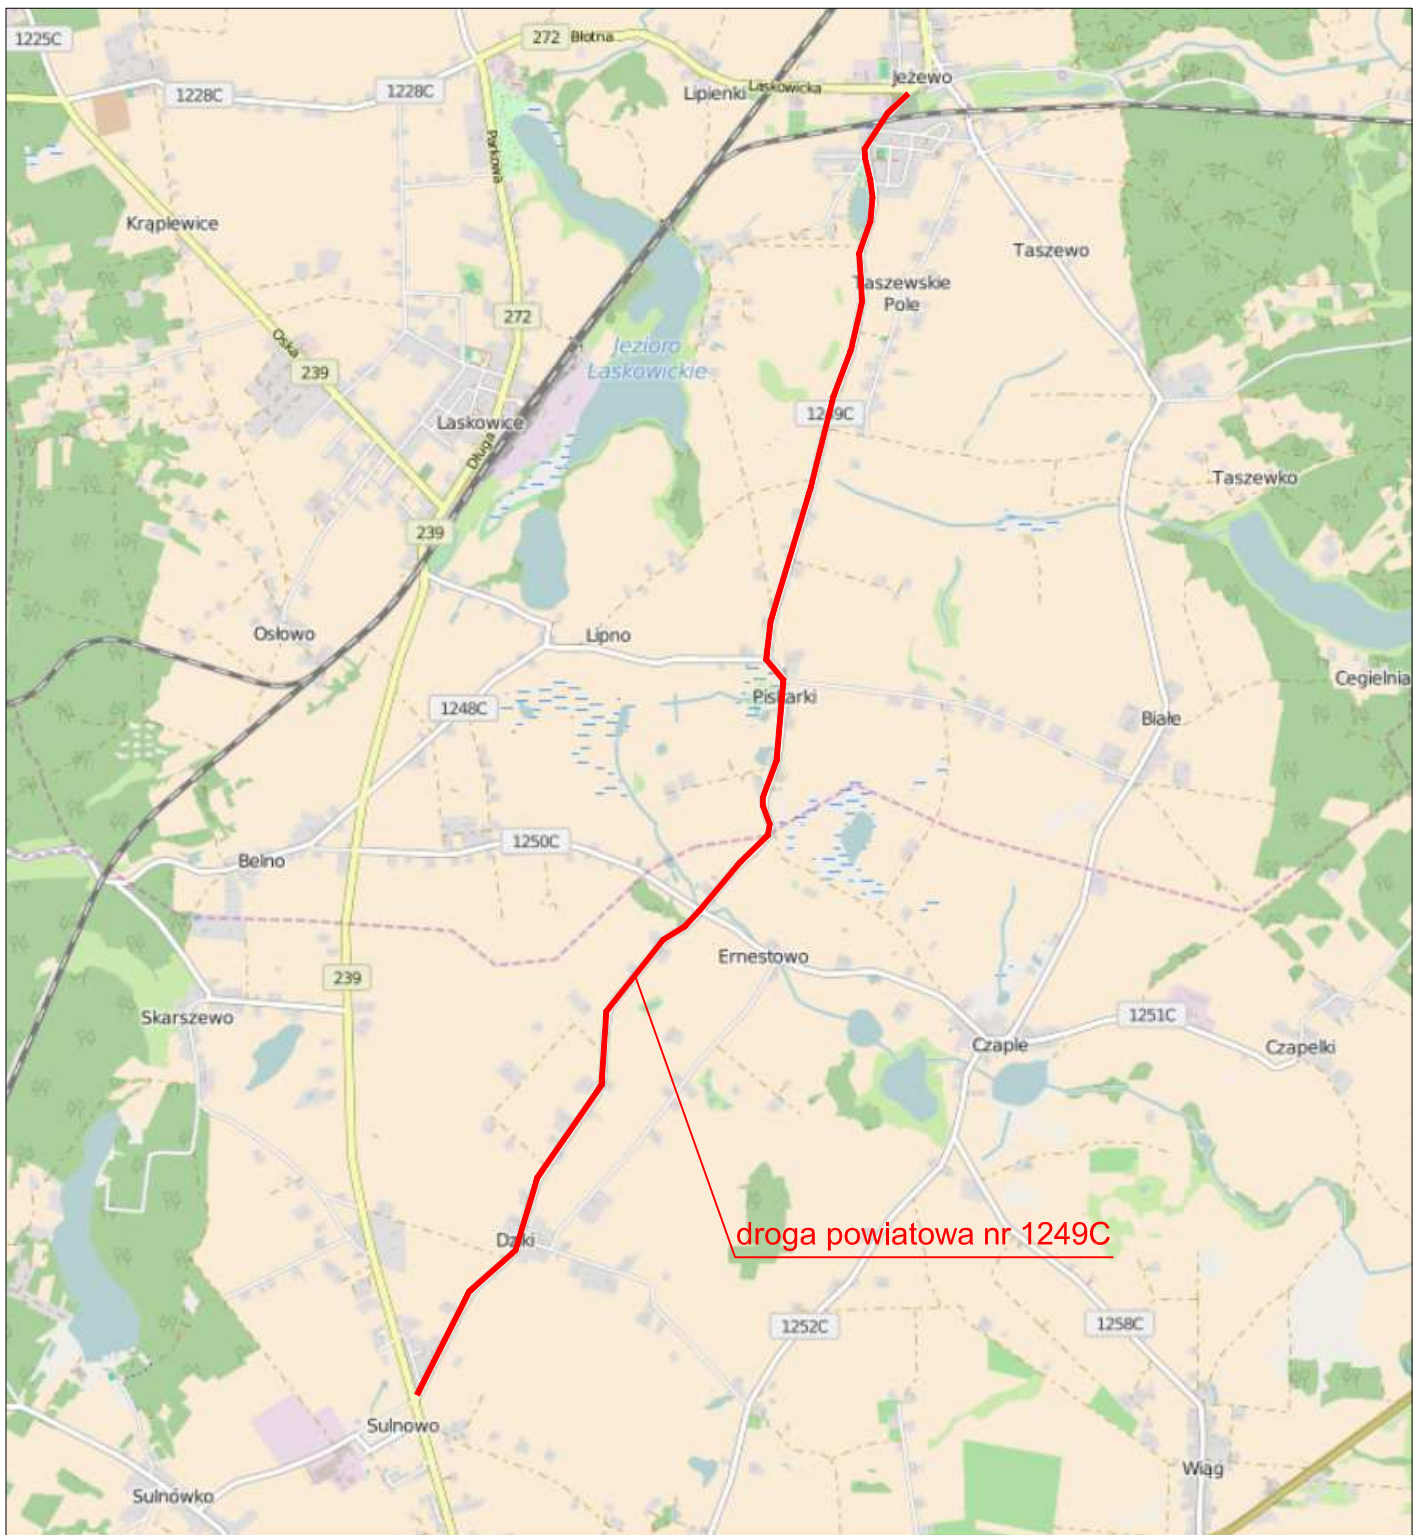 1225C
272
Błotna
Jeżewo
1228C
1228C
Lipienki
Laskowicka
Parkowa
Krąplewice
Taszewo
Taszewskie
Pole
272
Jezioro
Laskowickie
Oska
239
1249C
Laskowice
Długa
Taszewko
239
Osłowo
Lipno
Cegielnia
Piskarki
1248C
Białe
1250C
Belno
Ernestowo
239
Skarszewo
1251C
Czaple
Czapelki
droga powiatowa nr 1249C
Dziki
1252C
1258C
Sulnowo
Wiąg
Sulnówko